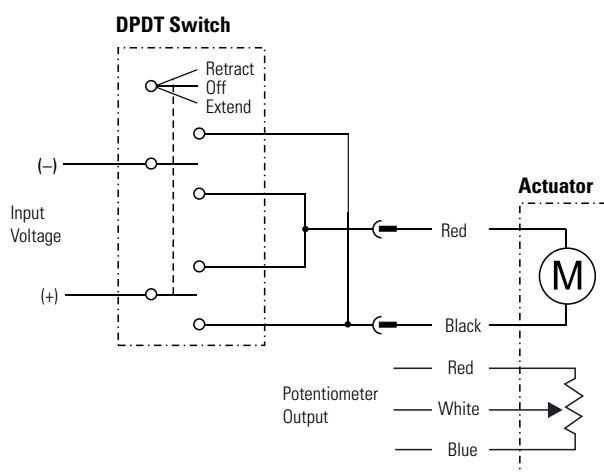 DPDT Switch
Retract
Off
Extend
(–)
Input
Voltage
(+)
Actuator
Red
M
Black
Red
Potentiometer
Output
White
Blue